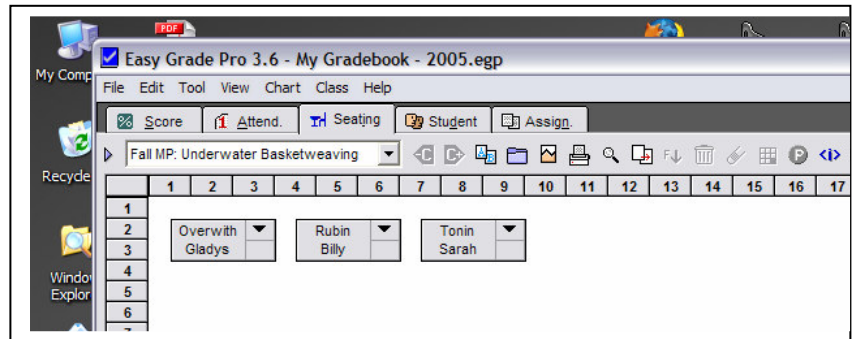 PDF
Easy Grade Pro 3.6 - My Gradebook - 2005.egp
My Comp
File Edit Tool View Chart Class Help
Score Attend. Seating Student Assign.
Fall MP: Underwater Basketweaving
Recycle
1 2 3 4 5 6 7 8 9 10 11 12 13 14 15 16 17
1
2 Overwith Rubin Tonin
3 Gladys Billy Sarah
4
Window
5
Explor
6